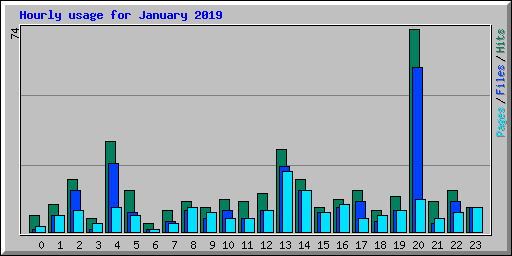 Hourly usage for January 2019
74
Pages / Files / Hits
0 1 2 3 4 5 6 7 8 9 10 11 12 13 14 15 16 17 18 19 20 21 22 23